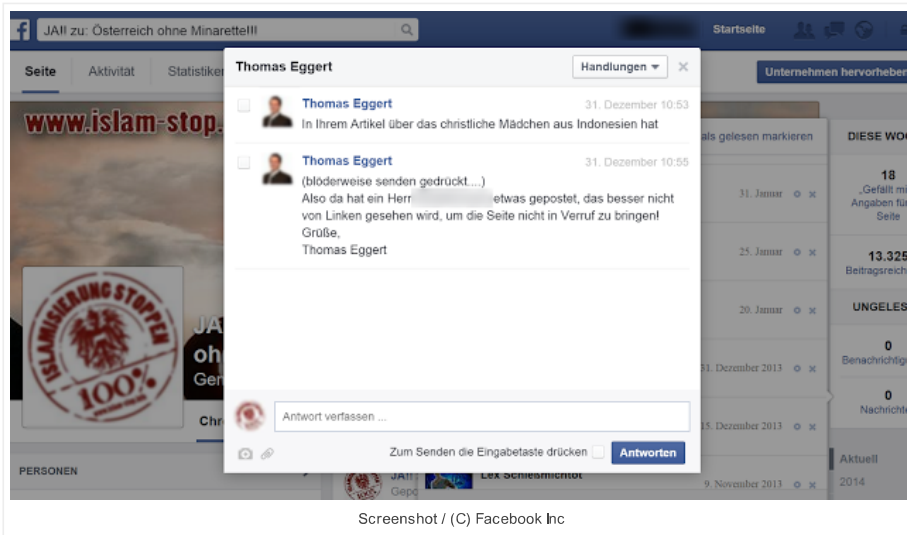 JA!! zu: Österreich ohne Minarette!!!
Startseite
Seite Aktivität Statistiken
Unternehmen hervorheben
www.islam-stop.
ISLAMISIERUNG STOPPEN
100%
JA
oh
Chr
PERSONEN
Thomas Eggert
Handlungen
Thomas Eggert 31. Dezember 10:53
In Ihrem Artikel über das christliche Mädchen aus Indonesien hat
Thomas Eggert 31. Dezember 10:55
(blöderweise senden gedrückt....)
Also da hat ein Herr etwas gepostet, das besser nicht
von Linken gesehen wird, um die Seite nicht in Verruf zu bringen!
Grüße,
Thomas Eggert
Antwort verfassen ...
Zum Senden die Eingabetaste drücken
Antworten
JA!!
Gepo
Lex Schießmichtot
als gelesen markieren
31. Januar
25. Januar
20. Januar
31. Dezember 2013
15. Dezember 2013
9. November 2013
DIESE WO
18
„Gefällt mi
Angaben für
Seite
13.325
Beitragsreich
UNGELES
0
Benachrichtig
0
Nachricht
Aktuell
2014
Screenshot / (C) Facebook Inc